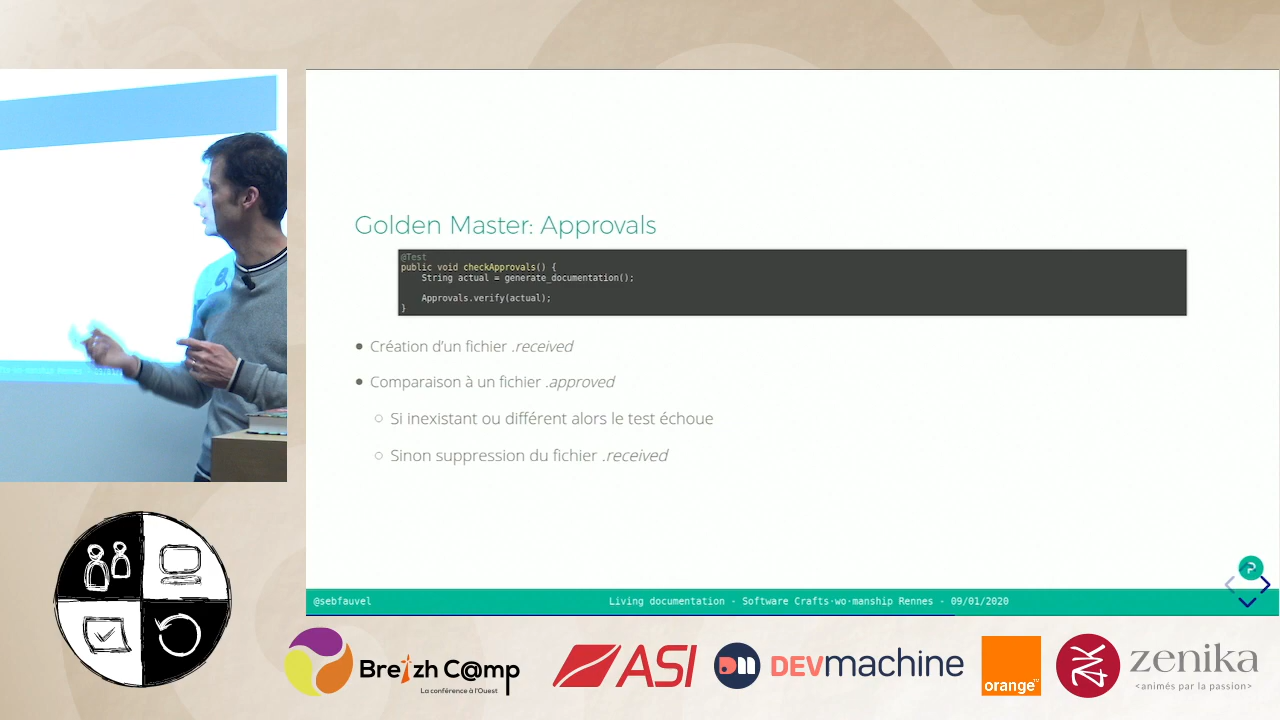 Golden Master: Approvals
@Test
public void checkApprovals() {
    String actual = generate_documentation();
    Approvals.verify(actual);
}
● Création d'un fichier .received
● Comparaison à un fichier .approved
○ Si inexistant ou différent alors le test échoue
○ Sinon suppression du fichier .received
@sebfauvel
Living documentation - Software Crafts·wo·manship Rennes - 09/01/2020
Breizh C@mp
La conférence à l'Ouest
ASI
DEVmachine
orange™
zenika
<animés par la passion>